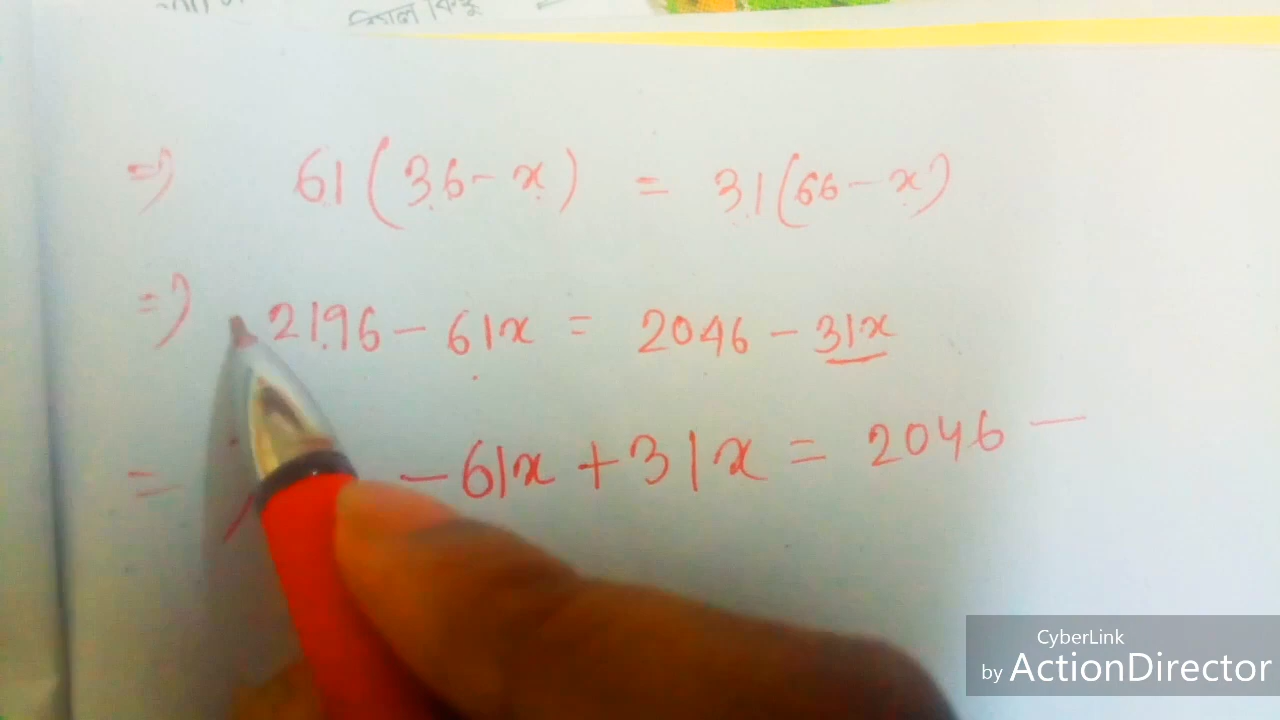 => 61(36-x) = 31(66-x)
=> 2196 - 61x = 2046 - 31x
= - 61x + 31x = 2046 -
CyberLink
by ActionDirector